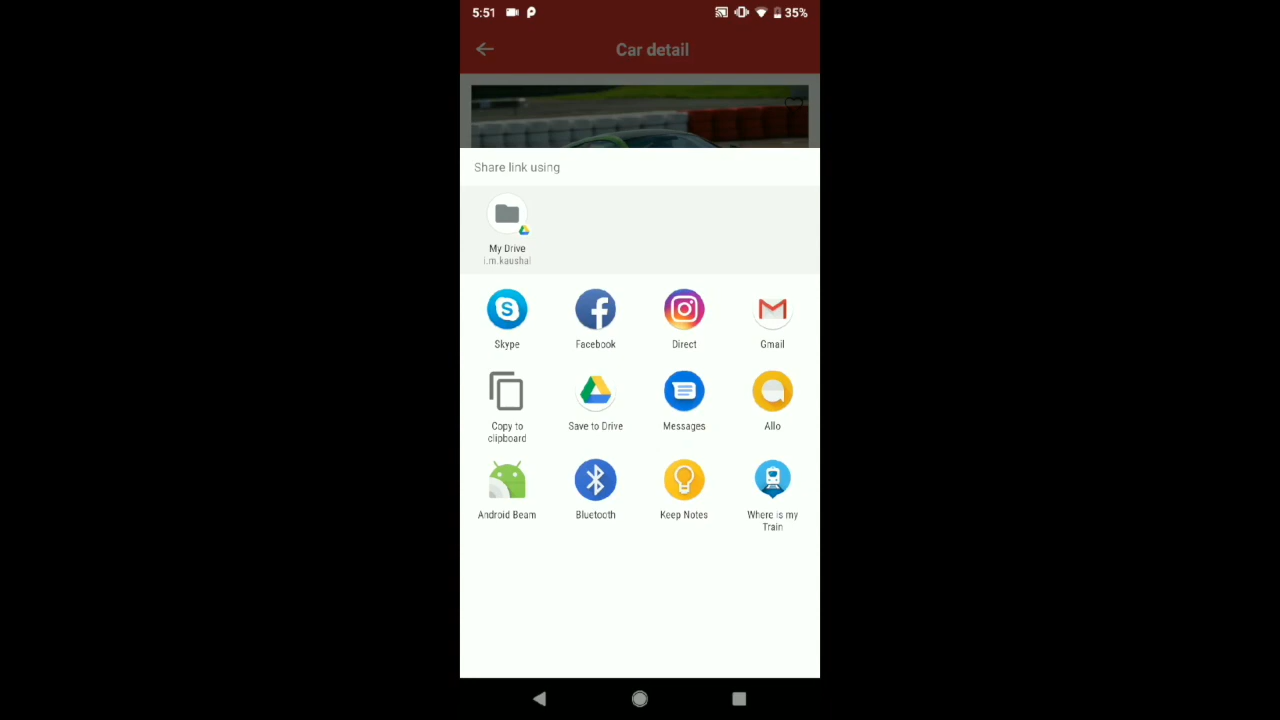 5:51
35%
Car detail
Share link using
My Drive
i.m.kaushal
Skype
Facebook
Direct
Gmail
Copy to
clipboard
Save to Drive
Messages
Allo
Android Beam
Bluetooth
Keep Notes
Where is my
Train